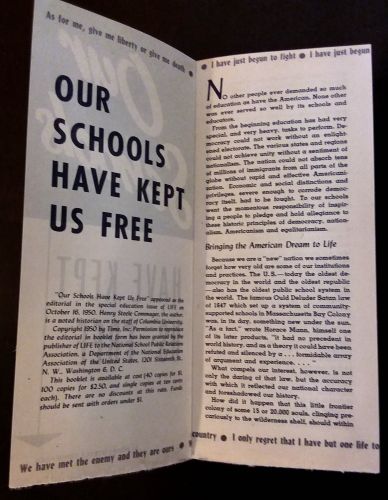 As for me, give me liberty or give me death
OUR
SCHOOLS
HAVE KEPT
US FREE
"Our Schools Have Kept Us Free" appeared as the
editorial in the special education issue of LIFE on
October 16, 1950. Henry Steele Commager, the author,
is a noted historian on the staff of Columbia University.
Copyright 1950 by Time, Inc. Permission to reproduce
the editorial in booklet form has been granted by the
publisher of LIFE to the National School Public Relations
Association, a Department of the National Education
Association of the United States, 1201 Sixteenth St.,
N. W., Washington 6, D. C.
This booklet is available at cost (40 copies for $1,
100 copies for $2.50, and single copies at ten cents
each). There are no discounts at this rate. Funds
should be sent with orders under $1.
We have met the enemy and they are ours
I have just begun to fight • I have just begun
No other people ever demanded so much
of education as have the American. None other
was ever served so well by its schools and
educators.
From the beginning education has had very
special, and very heavy, tasks to perform. De-
mocracy could not work without an enlight-
ened electorate. The various states and regions
could not achieve unity without a sentiment of
nationalism. The nation could not absorb tens
of millions of immigrants from all parts of the
globe without rapid and effective Americani-
zation. Economic and social distinctions and
privileges severe enough to corrode democ-
racy itself, had to be fought. To our schools
went the momentous responsibility of inspir-
ing a people to pledge and hold allegiance to
these historic principles of democracy, nation-
alism, Americanism and egalitarianism.
Bringing the American Dream to Life
Because we are a "new" nation we sometimes
forget how very old are some of our institutions
and practices. The U. S.—today the oldest de-
mocracy in the world and the oldest republic
—also has the oldest public school system in
the world. The famous Ould Deluder Satan law
of 1647 which set up a system of community-
supported schools in Massachusetts Bay Colony
was, in its day, something new under the sun.
"As a fact," wrote Horace Mann, himself one
of its later products, "it had no precedent in
world history, and as a theory it could have been
refuted and silenced by a . . . formidable array
of argument and experience. . . ."
What compels our interest, however, is not
only the daring of that law, but the accuracy
with which it reflected our national character
and foreshadowed our history.
How did it happen that this little frontier
colony of some 15 or 20,000 souls, clinging pre-
cariously to the wilderness shelf, should within
country • I only regret that I have but one life to